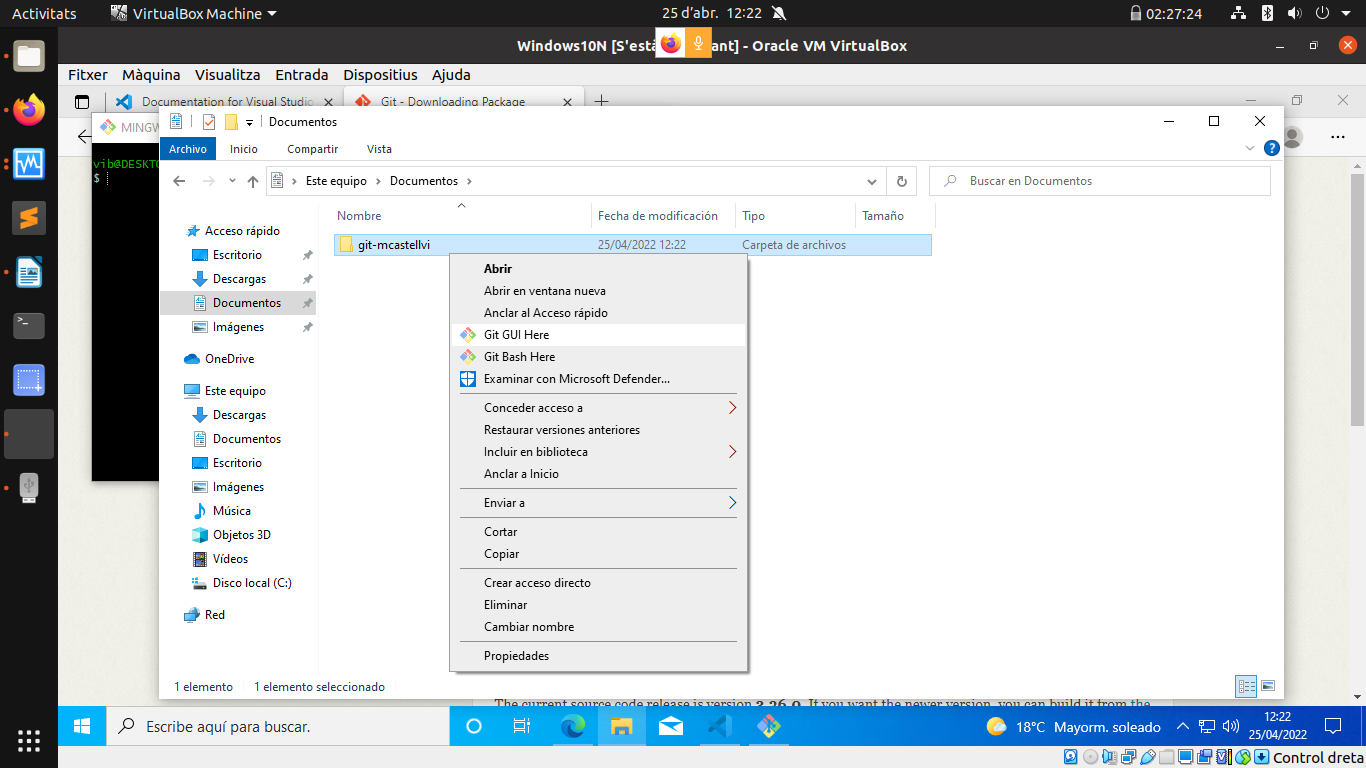 Activitats
VirtualBox Machine
25 d'abr. 12:22
02:27:24
Windows10N [S'està
ant] - Oracle VM VirtualBox
Fitxer Màquina Visualitza Entrada Dispositius Ajuda
Documentation for Visual Studio
Git - Downloading Package
MINGW
vib@DESKTO
$
Documentos
Archivo Inicio Compartir Vista
Este equipo > Documentos >
Buscar en Documentos
Nombre Fecha de modificación Tipo Tamaño
git-mcastellvi 25/04/2022 12:22 Carpeta de archivos
Acceso rápido
Escritorio
Descargas
Documentos
Imágenes
OneDrive
Este equipo
Descargas
Documentos
Escritorio
Imágenes
Música
Objetos 3D
Vídeos
Disco local (C:)
Red
Abrir
Abrir en ventana nueva
Anclar al Acceso rápido
Git GUI Here
Git Bash Here
Examinar con Microsoft Defender...
Conceder acceso a
Restaurar versiones anteriores
Incluir en biblioteca
Anclar a Inicio
Enviar a
Cortar
Copiar
Crear acceso directo
Eliminar
Cambiar nombre
Propiedades
1 elemento 1 elemento seleccionado
The current source code release is version If you want the newer version, you can build it from the
Escribe aquí para buscar.
18°C Mayorm. soleado
12:22
25/04/2022
Control dreta